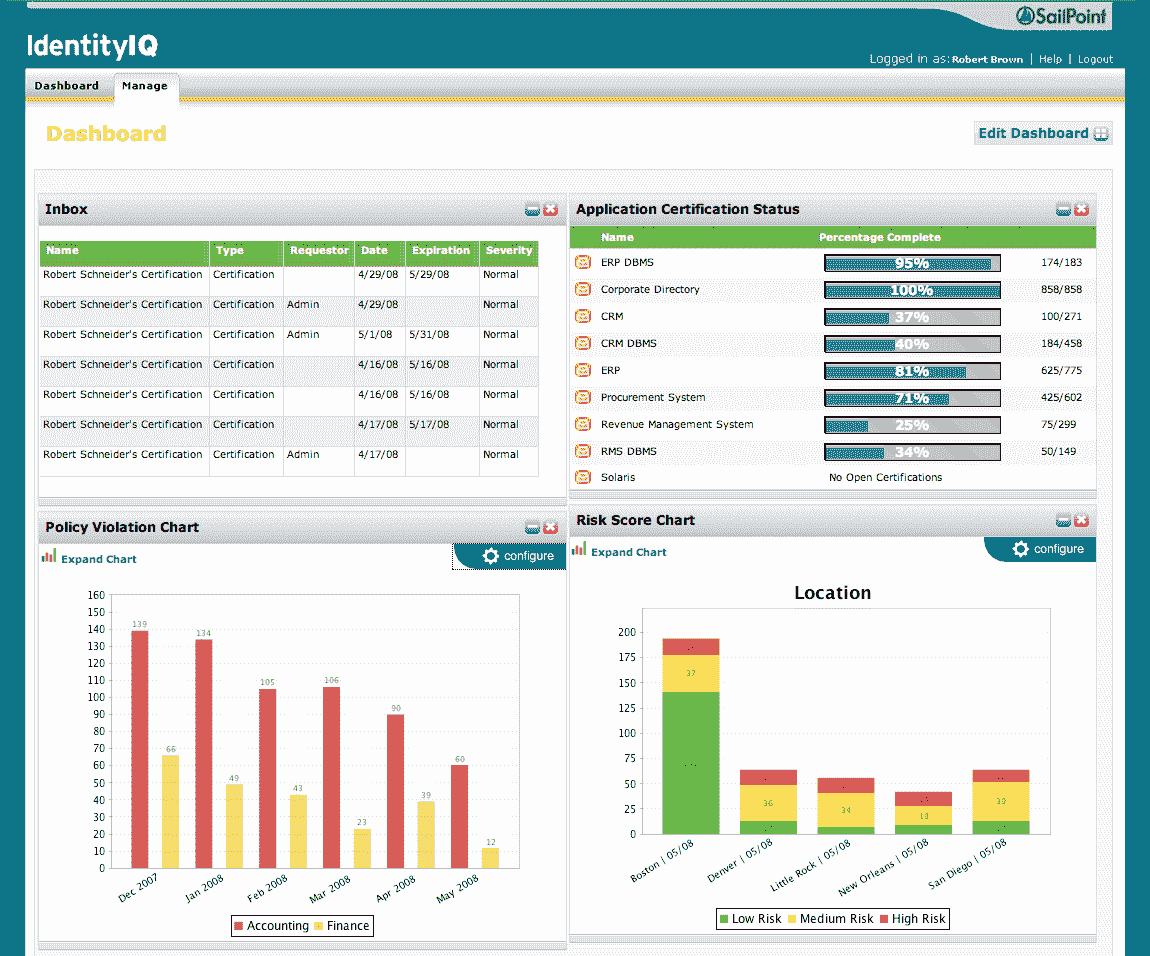 SailPoint
IdentityIQ
Logged in as: Robert Brown | Help | Logout
Dashboard Manage
Dashboard
Edit Dashboard
Inbox
Name Type Requestor Date Expiration Severity
Robert Schneider's Certification Certification 4/29/08 5/29/08 Normal
Robert Schneider's Certification Certification Admin 4/29/08 Normal
Robert Schneider's Certification Certification Admin 5/1/08 5/31/08 Normal
Robert Schneider's Certification Certification 4/16/08 5/16/08 Normal
Robert Schneider's Certification Certification 4/16/08 5/16/08 Normal
Robert Schneider's Certification Certification 4/17/08 5/17/08 Normal
Robert Schneider's Certification Certification Admin 4/17/08 Normal
Application Certification Status
Name Percentage Complete
ERP DBMS 95% 174/183
Corporate Directory 100% 858/858
CRM 37% 100/271
CRM DBMS 40% 184/458
ERP 81% 625/775
Procurement System 71% 425/602
Revenue Management System 25% 75/299
RMS DBMS 34% 50/149
Solaris No Open Certifications
Policy Violation Chart
Expand Chart configure
160
150
140
130
120
110
100
90
80
70
60
50
40
30
20
10
0
139 66 134 49 105 43 106 23 90 39 60 12
Dec 2007 Jan 2008 Feb 2008 Mar 2008 Apr 2008 May 2008
Accounting Finance
Risk Score Chart
Expand Chart configure
Location
200
175
150
125
100
75
50
25
0
37 36 34 18 39
Boston | 05/08 Denver | 05/08 Little Rock | 05/08 New Orleans | 05/08 San Diego | 05/08
Low Risk Medium Risk High Risk